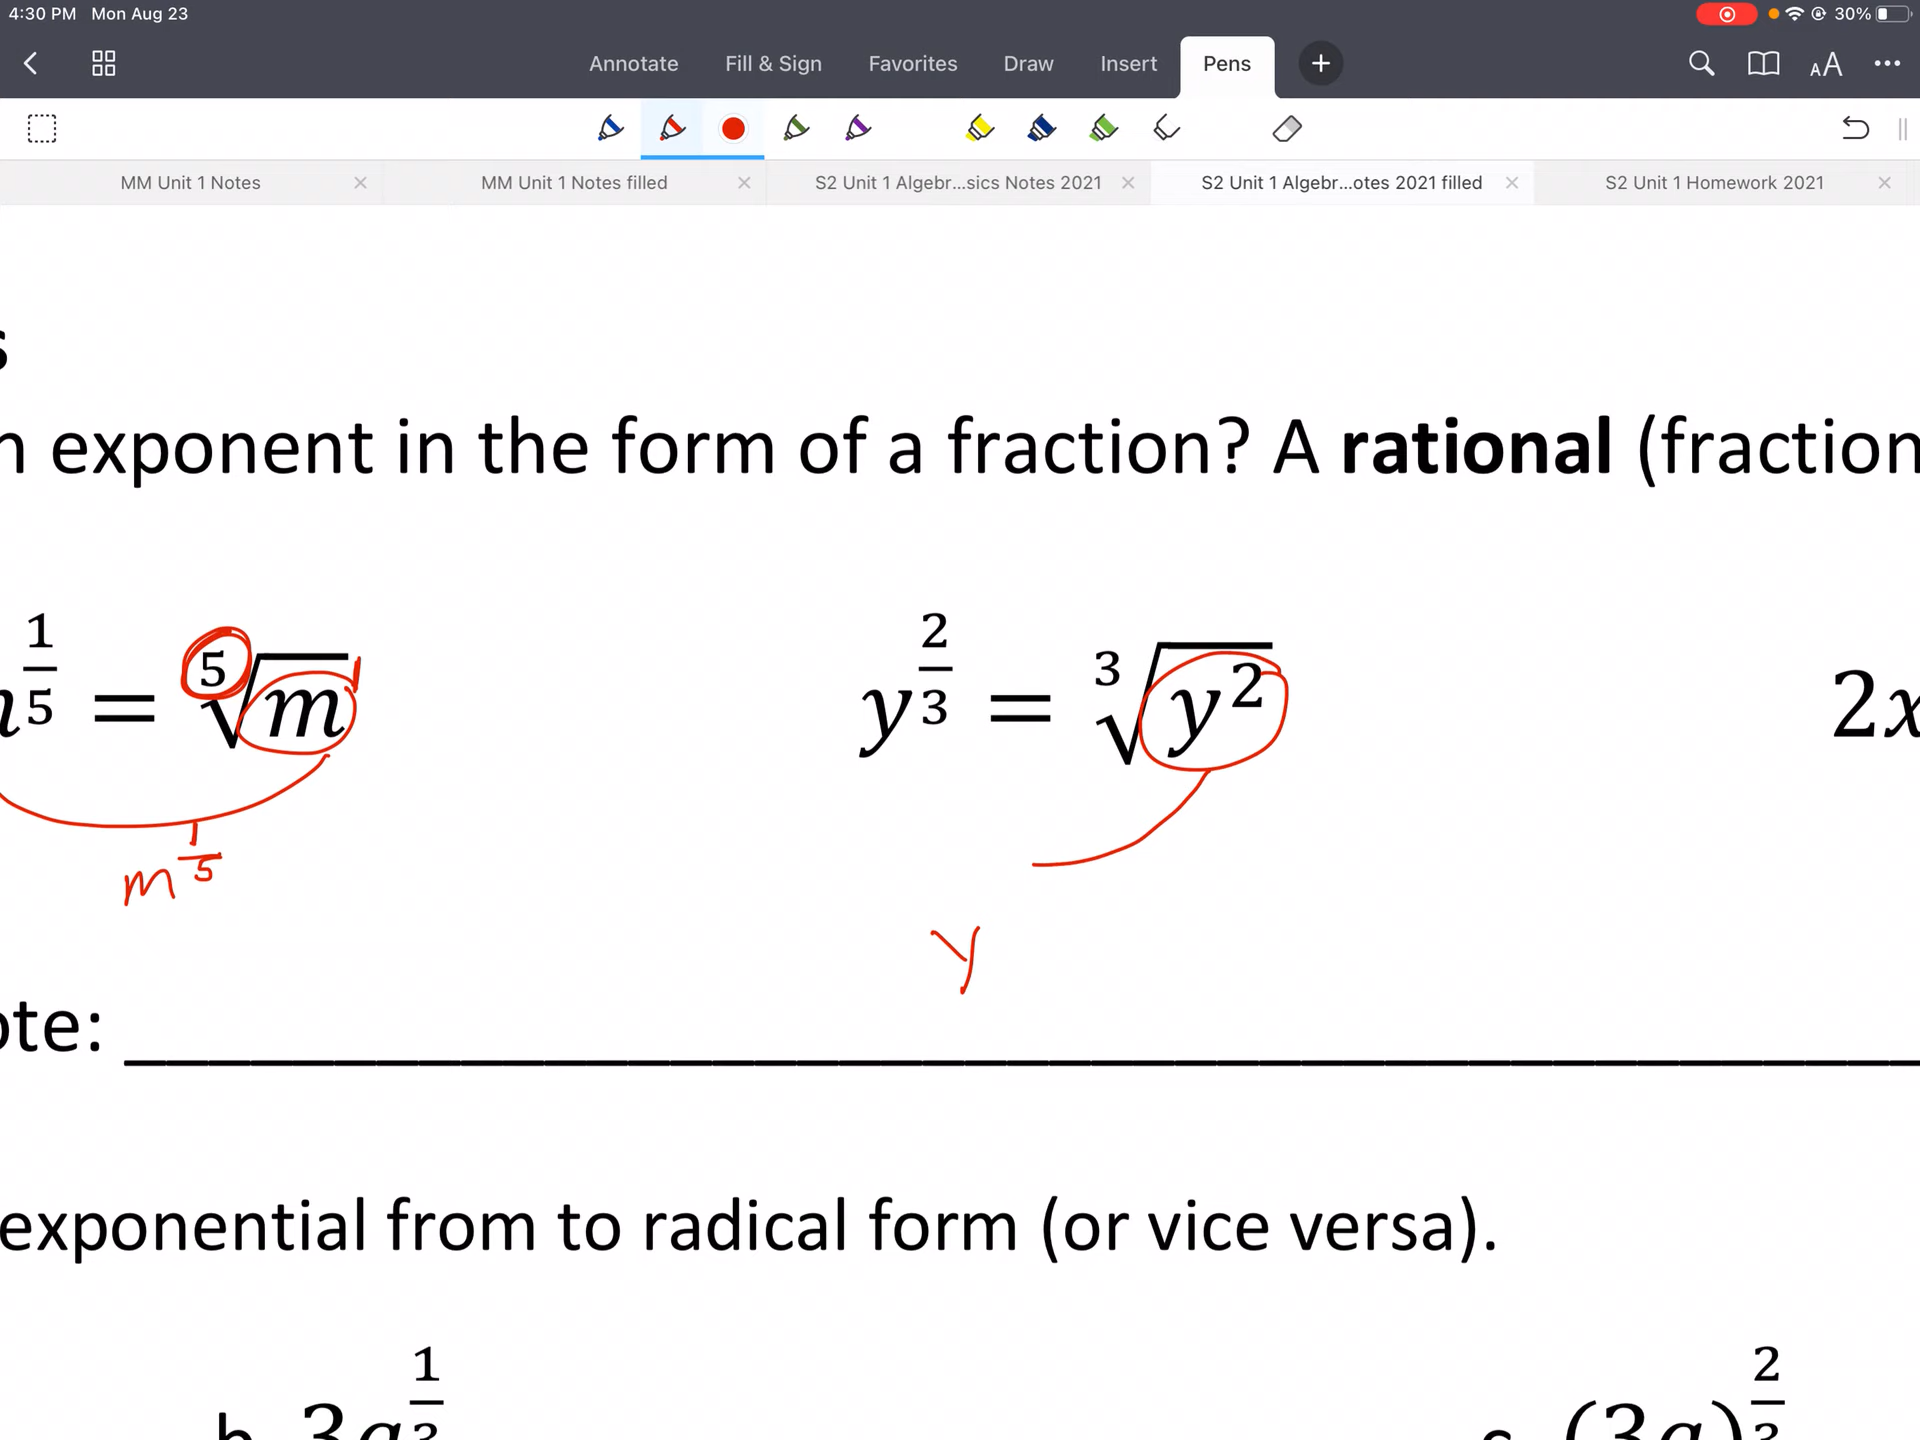 4:30 PM Mon Aug 23 30%
Annotate Fill & Sign Favorites Draw Insert Pens
MM Unit 1 Notes MM Unit 1 Notes filled S2 Unit 1 Algebr...sics Notes 2021 S2 Unit 1 Algebr...otes 2021 filled S2 Unit 1 Homework 2021
s
n exponent in the form of a fraction? A rational (fraction
^{1/5} = ⁵√m¹ y^{2/3} = ³√y² 2x
m^{1/5}
y
ote: ____
exponential from to radical form (or vice versa).
b. 3a^{1/3} c. (3a)^{2/3}